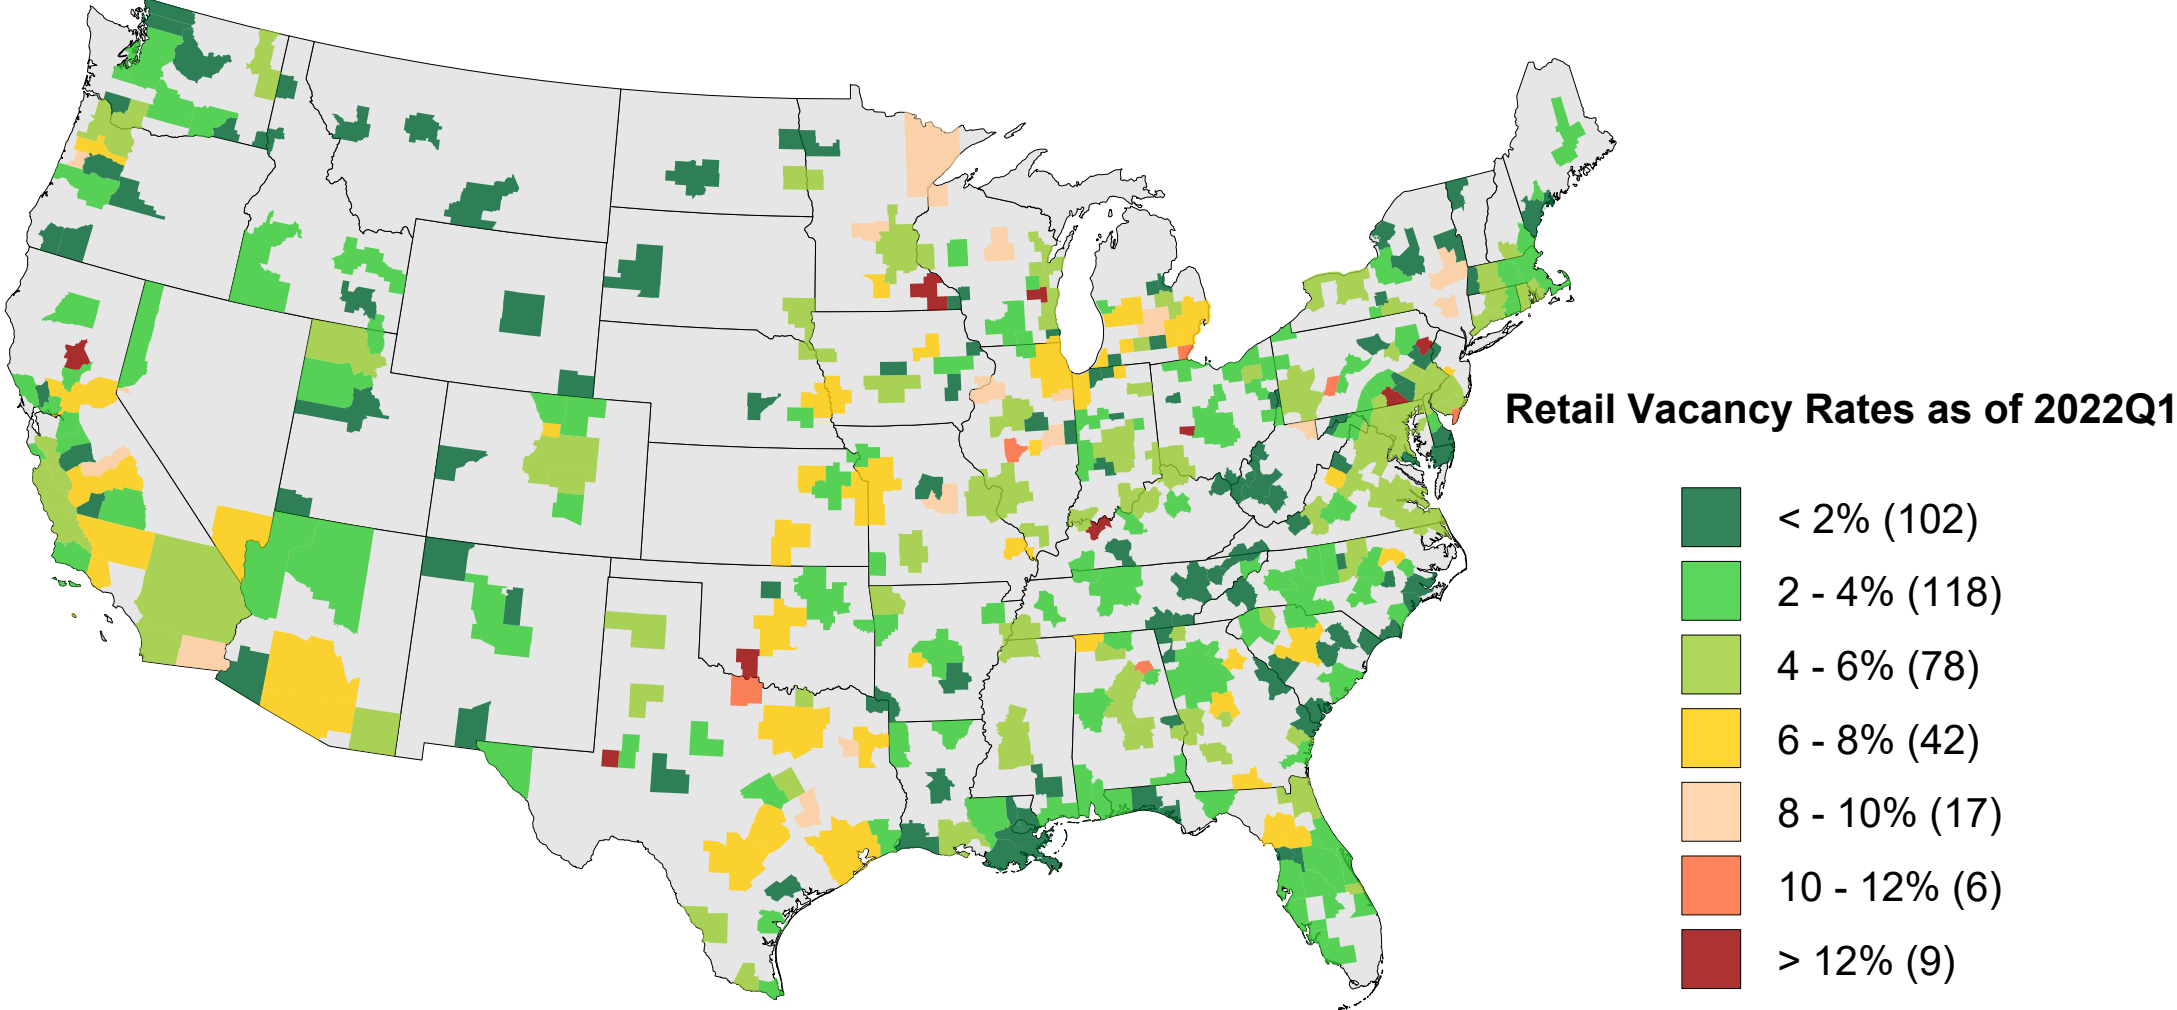 Retail Vacancy Rates as of 2022Q1
< 2% (102)
2 - 4% (118)
4 - 6% (78)
6 - 8% (42)
8 - 10% (17)
10 - 12% (6)
> 12% (9)